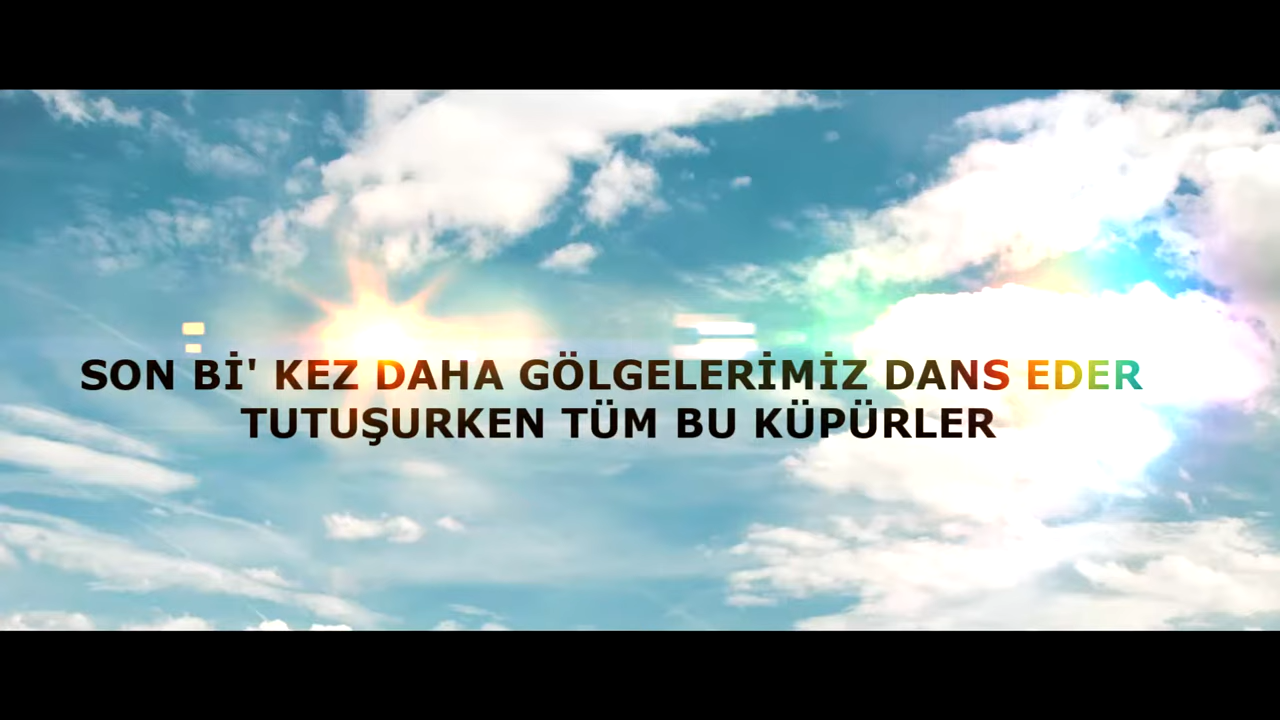 SON Bİ' KEZ DAHA GÖLGELERİMİZ DANS EDER
TUTUŞURKEN TÜM BU KÜPÜRLER